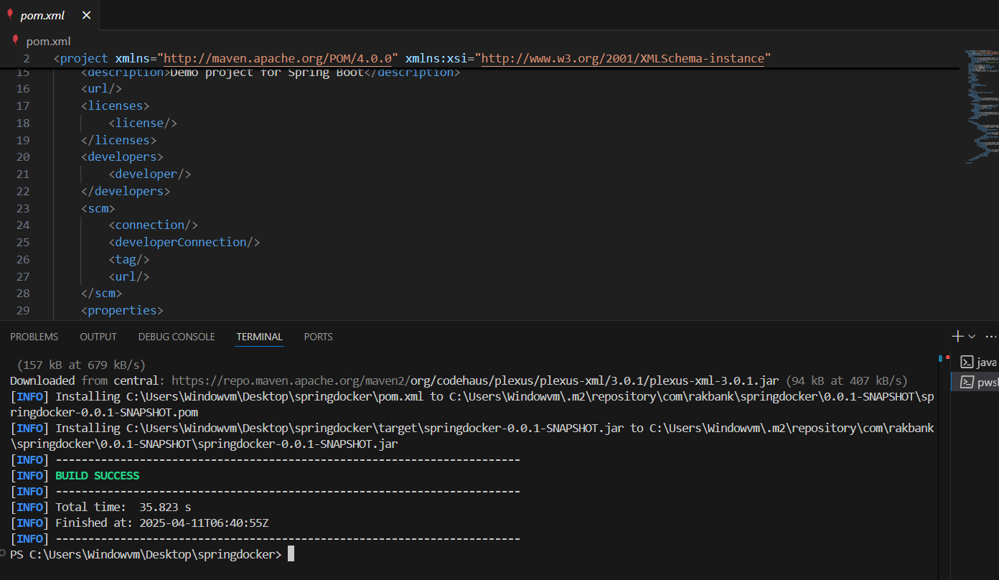 pom.xml
pom.xml
2 <project xmlns="http://maven.apache.org/POM/4.0.0" xmlns:xsi="http://www.w3.org/2001/XMLSchema-instance"
15 <description>Demo project for Spring Boot</description>
16 <url/>
17 <licenses>
18 <license/>
19 </licenses>
20 <developers>
21 <developer/>
22 </developers>
23 <scm>
24 <connection/>
25 <developerConnection/>
26 <tag/>
27 <url/>
28 </scm>
29 <properties>
PROBLEMS OUTPUT DEBUG CONSOLE TERMINAL PORTS
(157 kB at 679 kB/s)
Downloaded from central: https://repo.maven.apache.org/maven2/org/codehaus/plexus/plexus-xml/3.0.1/plexus-xml-3.0.1.jar (94 kB at 407 kB/s)
[INFO] Installing C:\Users\Windowvm\Desktop\springdocker\pom.xml to C:\Users\Windowvm\.m2\repository\com\rakbank\springdocker\0.0.1-SNAPSHOT\sp
ringdocker-0.0.1-SNAPSHOT.pom
[INFO] Installing C:\Users\Windowvm\Desktop\springdocker\target\springdocker-0.0.1-SNAPSHOT.jar to C:\Users\Windowvm\.m2\repository\com\rakbank
\springdocker\0.0.1-SNAPSHOT\springdocker-0.0.1-SNAPSHOT.jar
[INFO] ------------------------------------------------------------------------
[INFO] BUILD SUCCESS
[INFO] ------------------------------------------------------------------------
[INFO] Total time:  35.823 s
[INFO] Finished at: 2025-04-11T06:40:55Z
[INFO] ------------------------------------------------------------------------
PS C:\Users\Windowvm\Desktop\springdocker>
java
pwsh